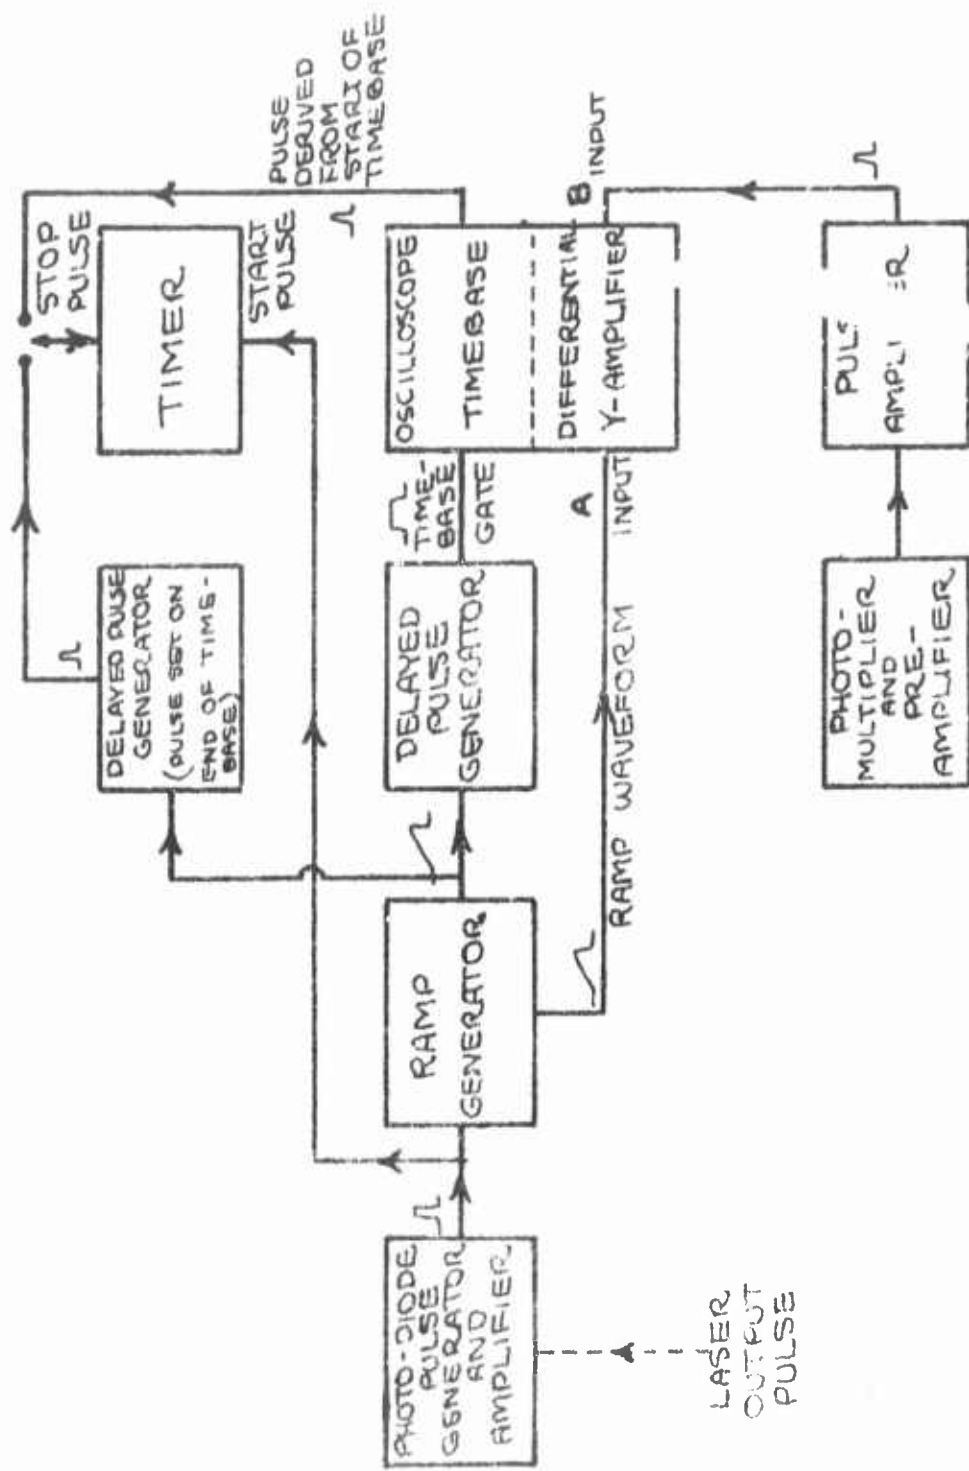 DELAYED PULSE
GENERATOR
(PULSE SET ON
END OF TIME-
BASE)
STOP
PULSE
TIMER
START
PULSE
PULSE
DERIVED
FROM
START OF
TIMEBASE
PHOTO-DIODE
PULSE
GENERATOR
AND
AMPLIFIER
RAMP
GENERATOR
DELAYED
PULSE
GENERATOR
TIME-
BASE
GATE
OSCILLOSCOPE
TIMEBASE
DIFFERENTIAL
Y-AMPLIFIER
A
INPUT
B
INPUT
RAMP WAVEFORM
LASER
OUTPUT
PULSE
PHOTO-
MULTIPLIER
AND
PRE-
AMPLIFIER